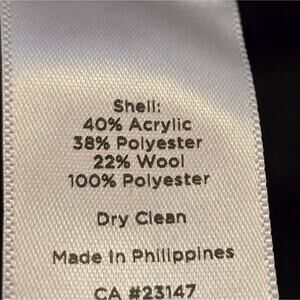 Shell:
40% Acrylic
38% Polyester
22% Wool
100% Polyester
Dry Clean
Made In Philippines
CA #23147